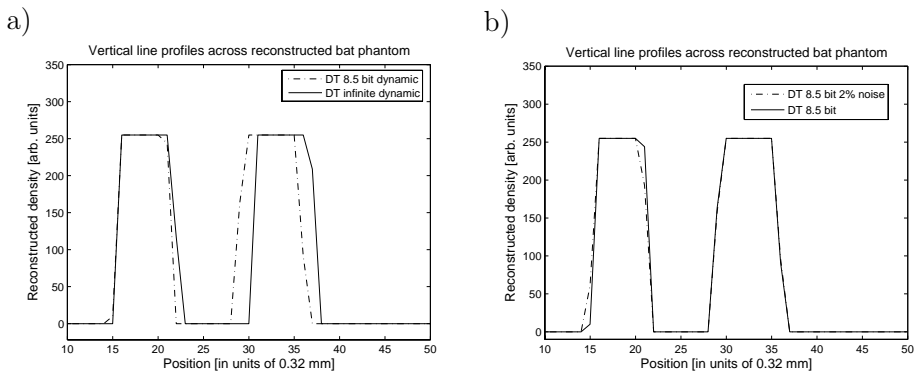 a)
Vertical line profiles across reconstructed bat phantom
350
300
250
200
150
100
50
0
Reconstructed density [arb. units]
DT 8.5 bit dynamic
DT infinite dynamic
10 15 20 25 30 35 40 45 50
Position [in units of 0.32 mm]
b)
Vertical line profiles across reconstructed bat phantom
350
300
250
200
150
100
50
0
Reconstructed density [arb. units]
DT 8.5 bit 2% noise
DT 8.5 bit
10 15 20 25 30 35 40 45 50
Position [in units of 0.32 mm]